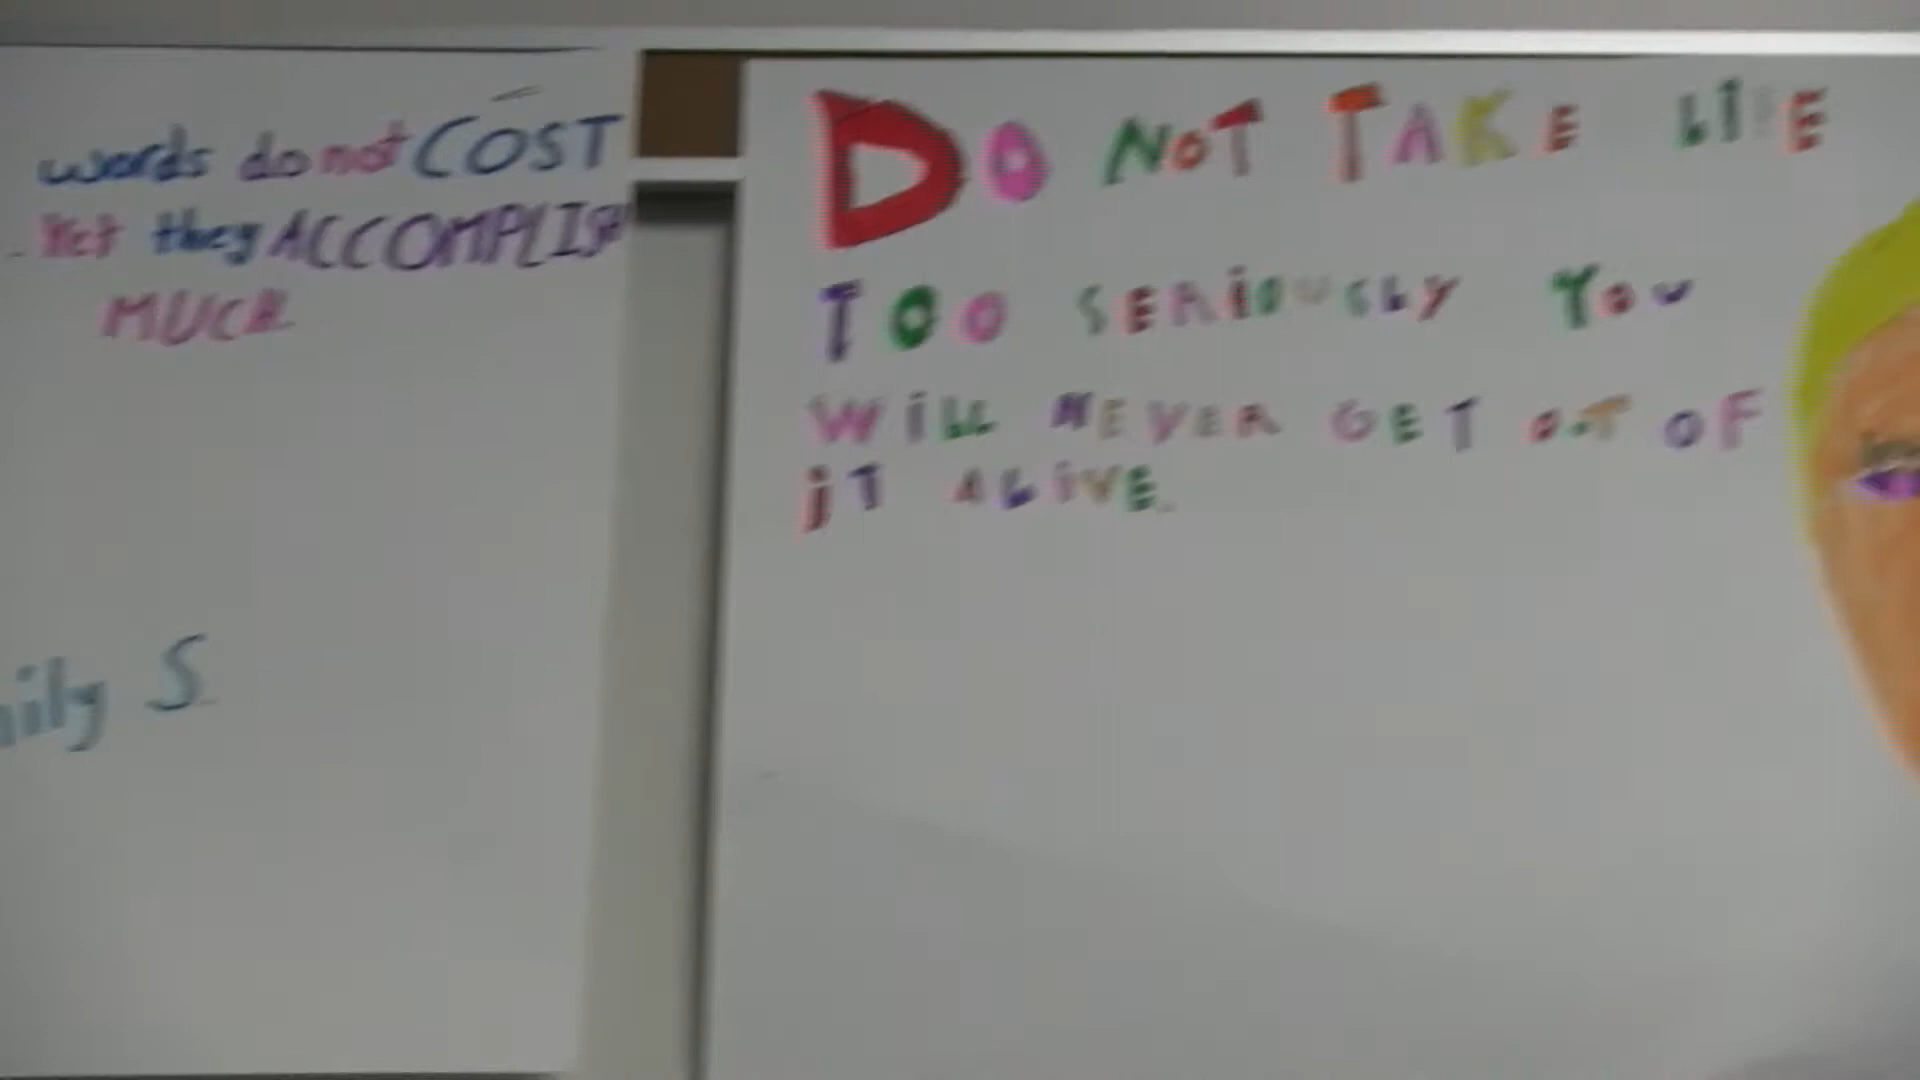 words do not COST
Yet they ACCOMPLISH
MUCH
S
DO NOT TAKE LIFE
TOO SERIOUSLY YOU
WiLL NEVER GET OUT OF
iT ALiVE.